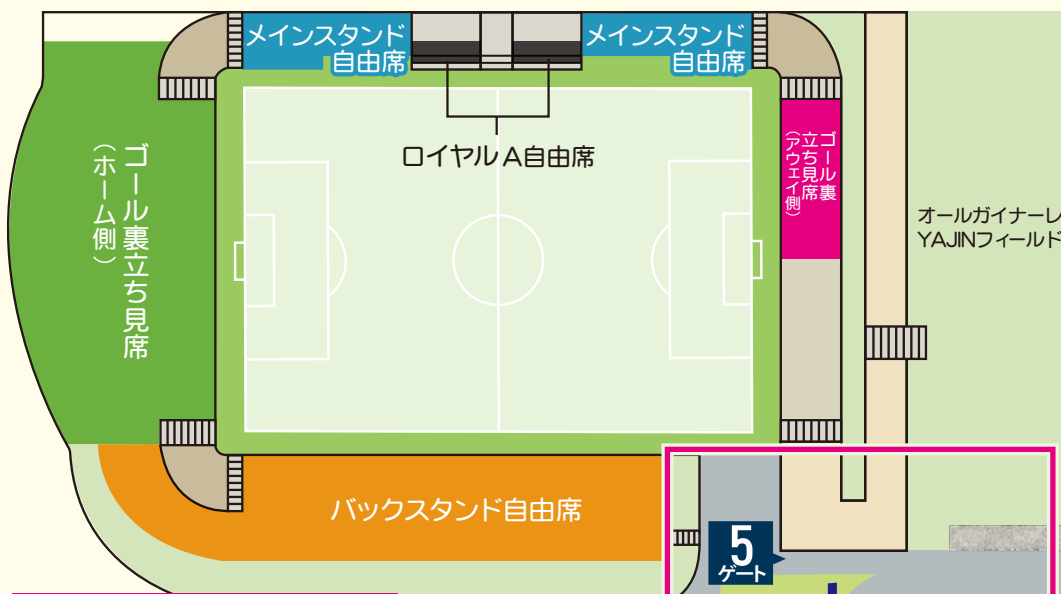 メインスタンド
自由席
メインスタンド
自由席
ロイヤルA自由席
ゴール裏立ち見席
（ホーム側）
ゴール裏
立ち見席
（アウェイ側）
オールガイナーレ
YAJINフィールド
バックスタンド自由席
5
ゲート